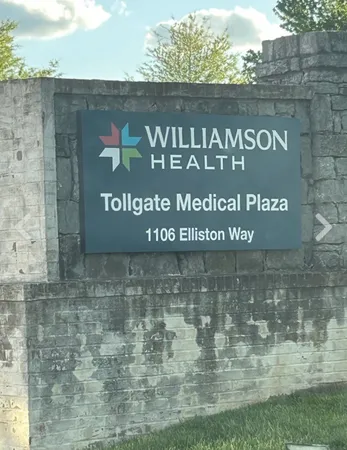 WILLIAMSON
HEALTH
Tollgate Medical Plaza
1106 Elliston Way